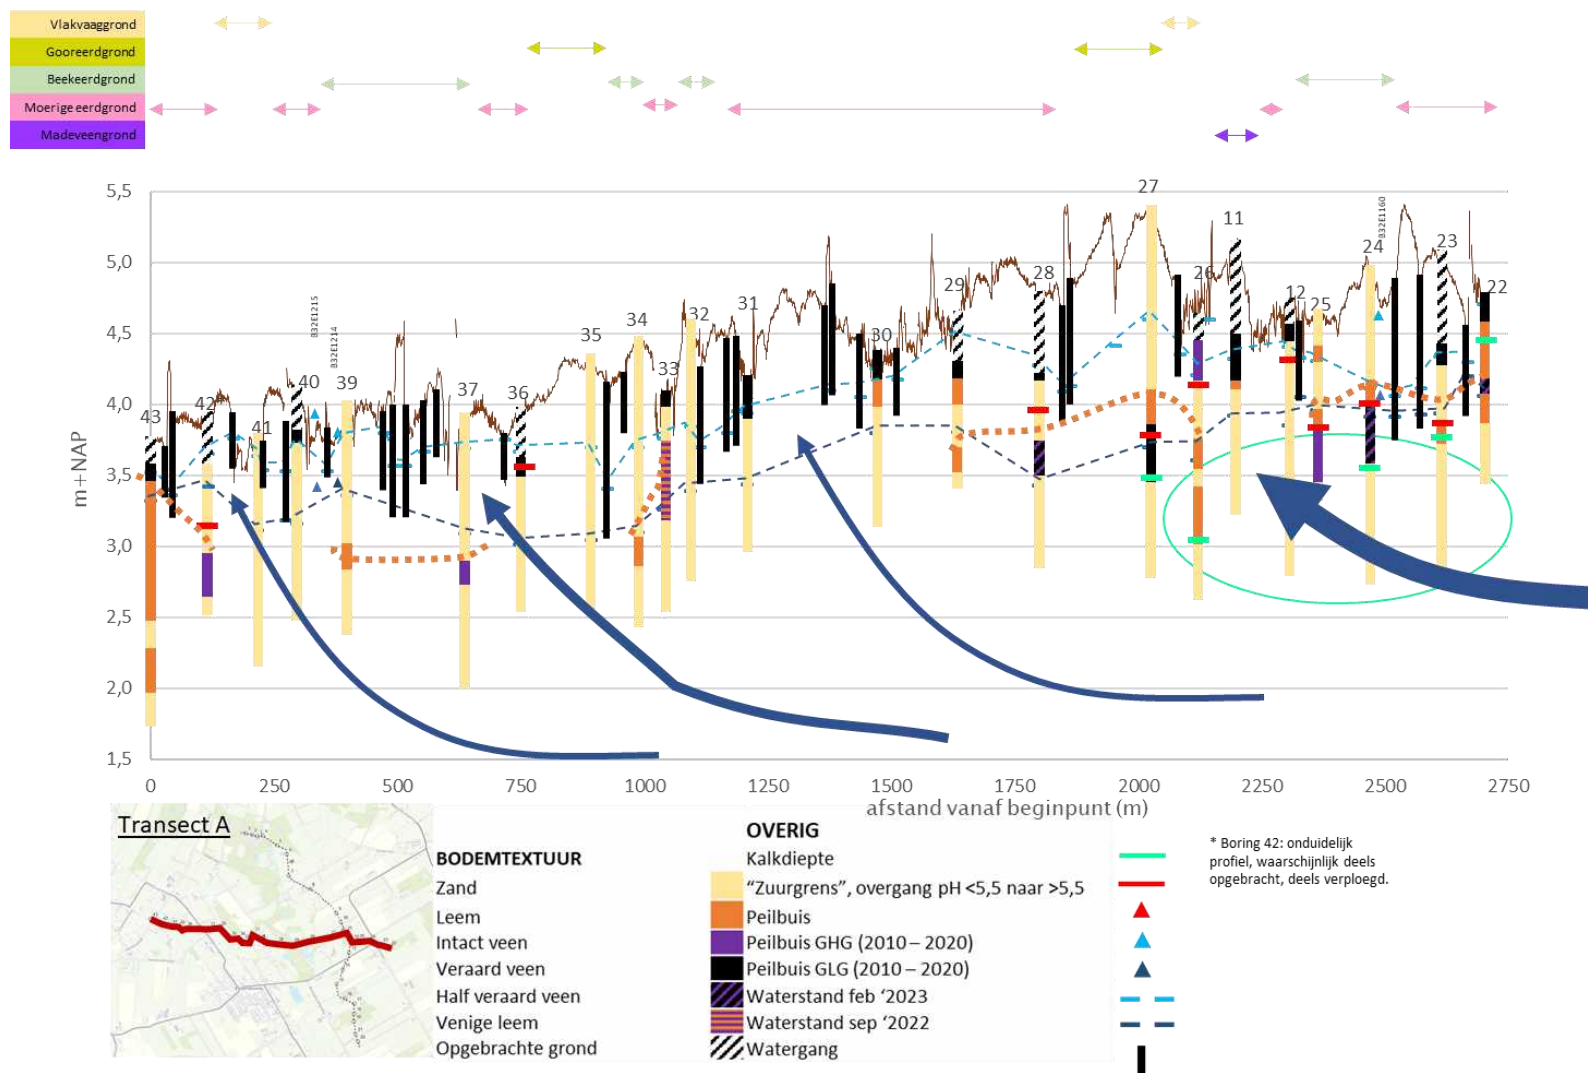 Vlakvaaggrond
Gooreerdgrond
Beekeerdgrond
Moerige eerdgrond
Madeveengrond
5,5
5,0
4,5
4,0
3,5
3,0
2,5
2,0
1,5
m+NAP
43
42*
41
40
B32E1215
B32E1214
39
37
36
35
34
33
32
31
30
29
28
27
26
11
12
25
24
B32E1160
23
22
0
250
500
750
1000
1250
1500
1750
2000
2250
2500
2750
afstand vanaf beginpunt (m)
Transect A
BODEMTEXTUUR
Zand
Leem
Intact veen
Veraard veen
Half veraard veen
Venige leem
Opgebrachte grond
OVERIG
Kalkdiepte
“Zuurgrens”, overgang pH <5,5 naar >5,5
Peilbuis
Peilbuis GHG (2010 – 2020)
Peilbuis GLG (2010 – 2020)
Waterstand feb ‘2023
Waterstand sep ‘2022
Watergang
* Boring 42: onduidelijk
profiel, waarschijnlijk deels
opgebracht, deels verploegd.